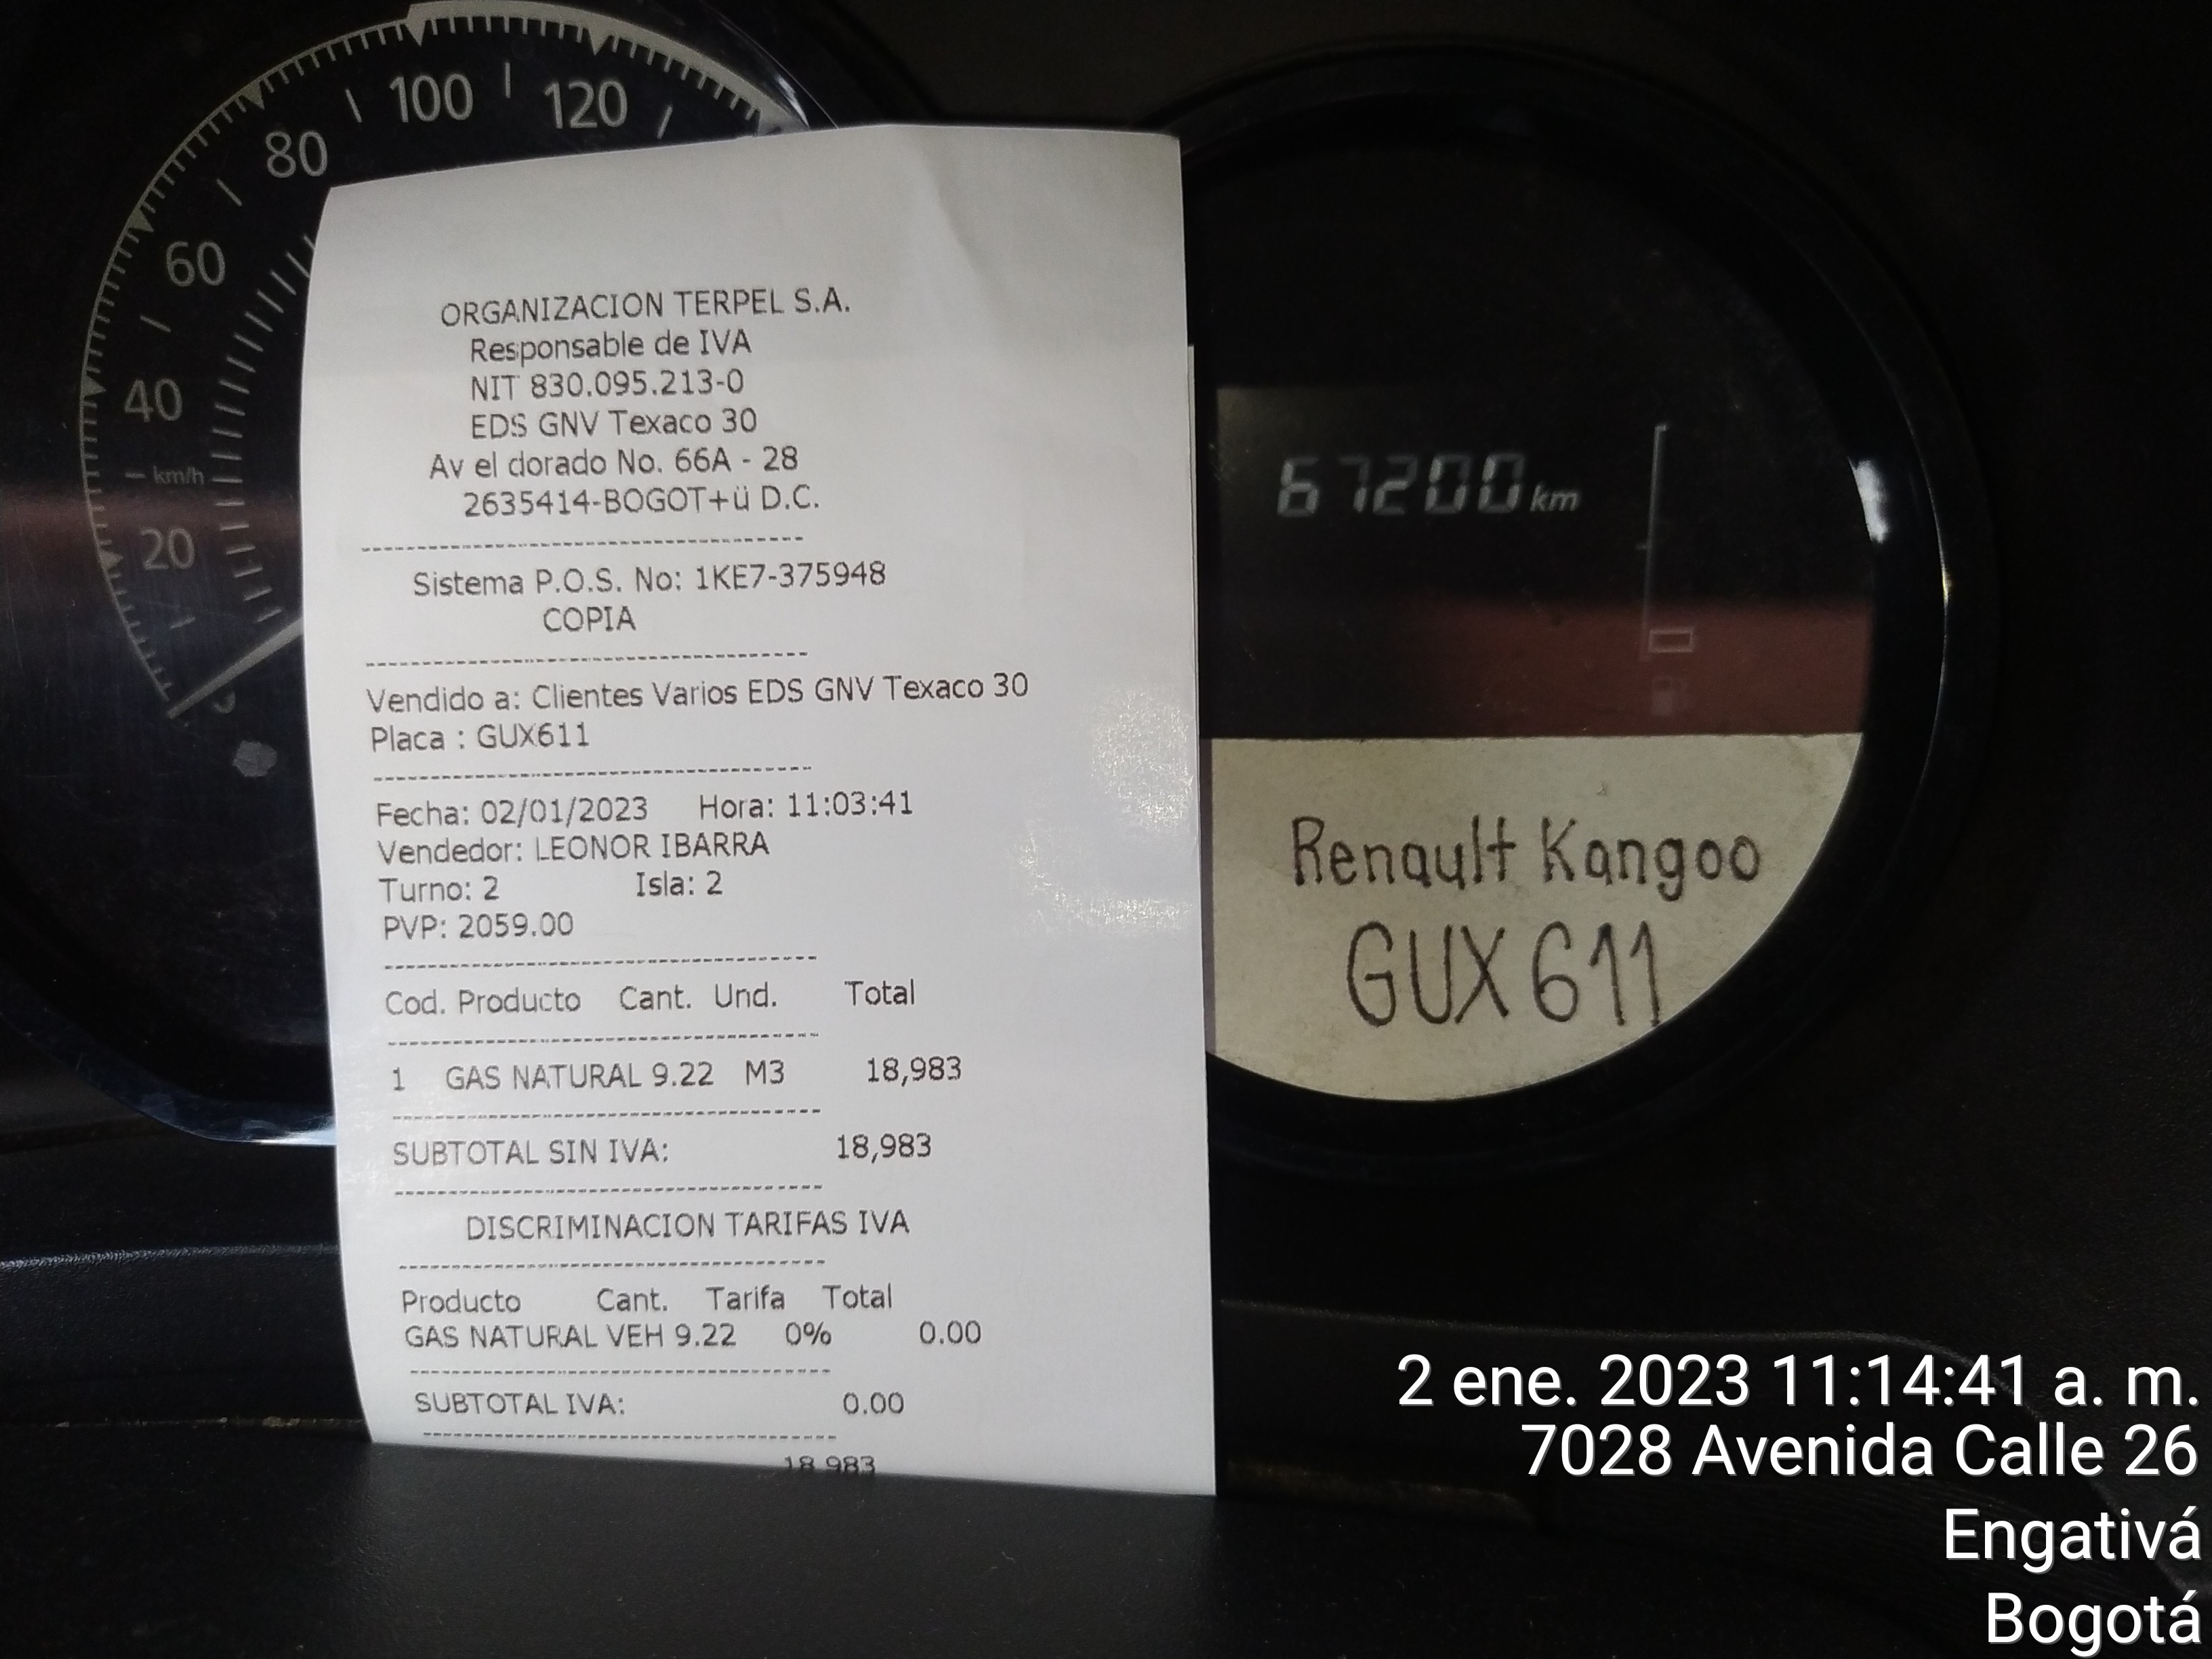 100
120
80
60
40
km/h
20
ORGANIZACION TERPEL S.A.
Responsable de IVA
NIT 830.095.213-0
EDS GNV Texaco 30
Av el dorado No. 66A - 28
2635414-BOGOT+ü D.C.
Sistema P.O.S. No: 1KE7-375948
COPIA
Vendido a: Clientes Varios EDS GNV Texaco 30
Placa : GUX611
Fecha: 02/01/2023 Hora: 11:03:41
Vendedor: LEONOR IBARRA
Turno: 2 Isla: 2
PVP: 2059.00
Cod. Producto Cant. Und. Total
1 GAS NATURAL 9.22 M3 18,983
SUBTOTAL SIN IVA: 18,983
DISCRIMINACION TARIFAS IVA
Producto Cant. Tarifa Total
GAS NATURAL VEH 9.22 0% 0.00
SUBTOTAL IVA: 0.00
18,983
67200 km
Renault Kangoo
GUX 611
2 ene. 2023 11:14:41 a. m.
7028 Avenida Calle 26
Engativá
Bogotá